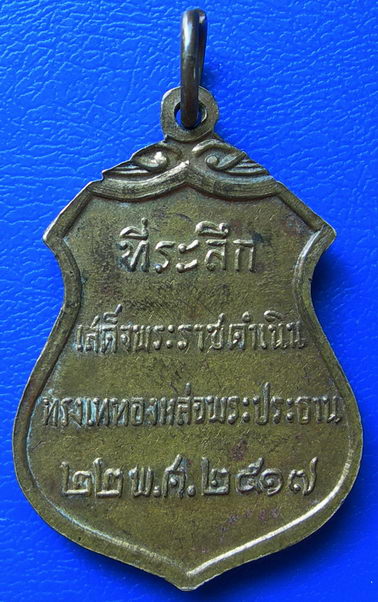 ที่ระลึก
เสด็จพระราชดำเนิน
ทรงเททองหล่อพระประธาน
๒๒ พ.ศ. ๒๕๑๗